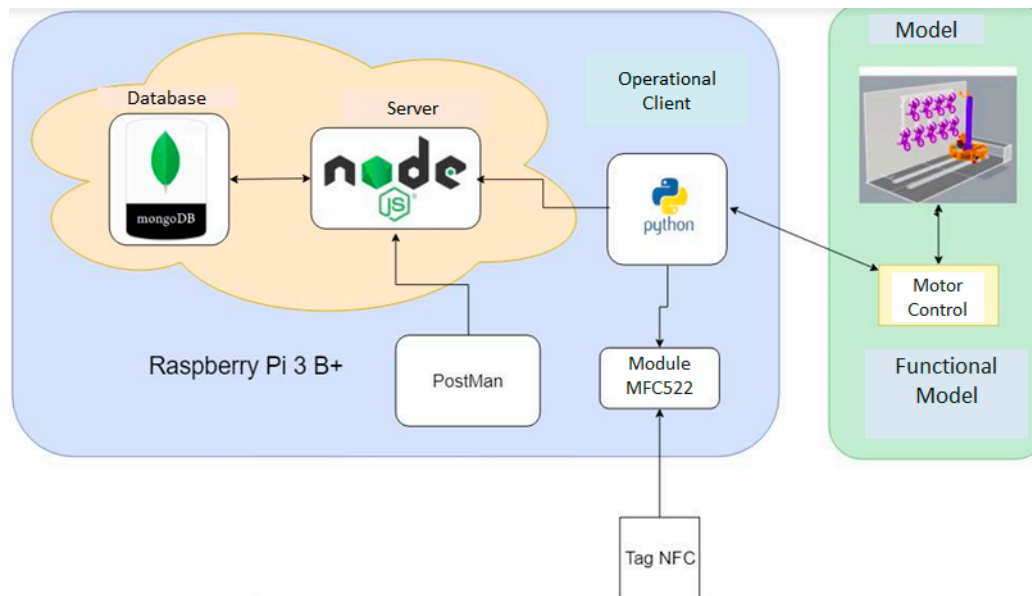 Model
Operational
Client
Database
Server
mongoDB
node
JS
python
Motor
Control
Raspberry Pi 3 B+
PostMan
Module
MFC522
Functional
Model
Tag NFC